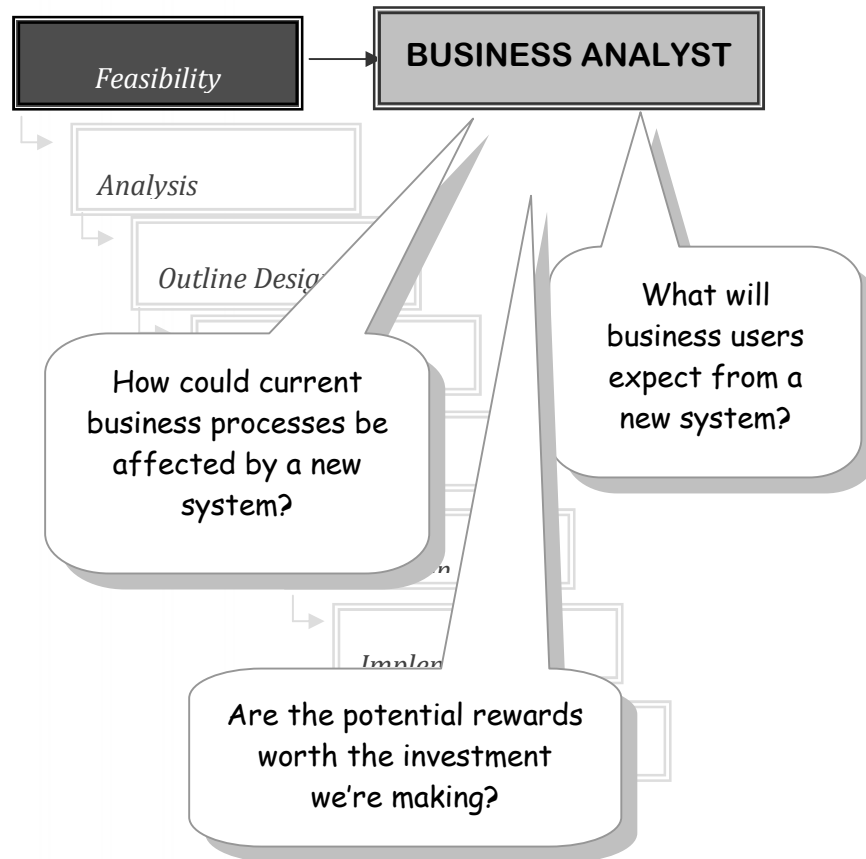 Feasibility
BUSINESS ANALYST
Analysis
Outline
What will
business users
expect from a
new system?
How could current
business processes be
affected by a new
system?
Are the potential rewards
worth the investment
we're making?